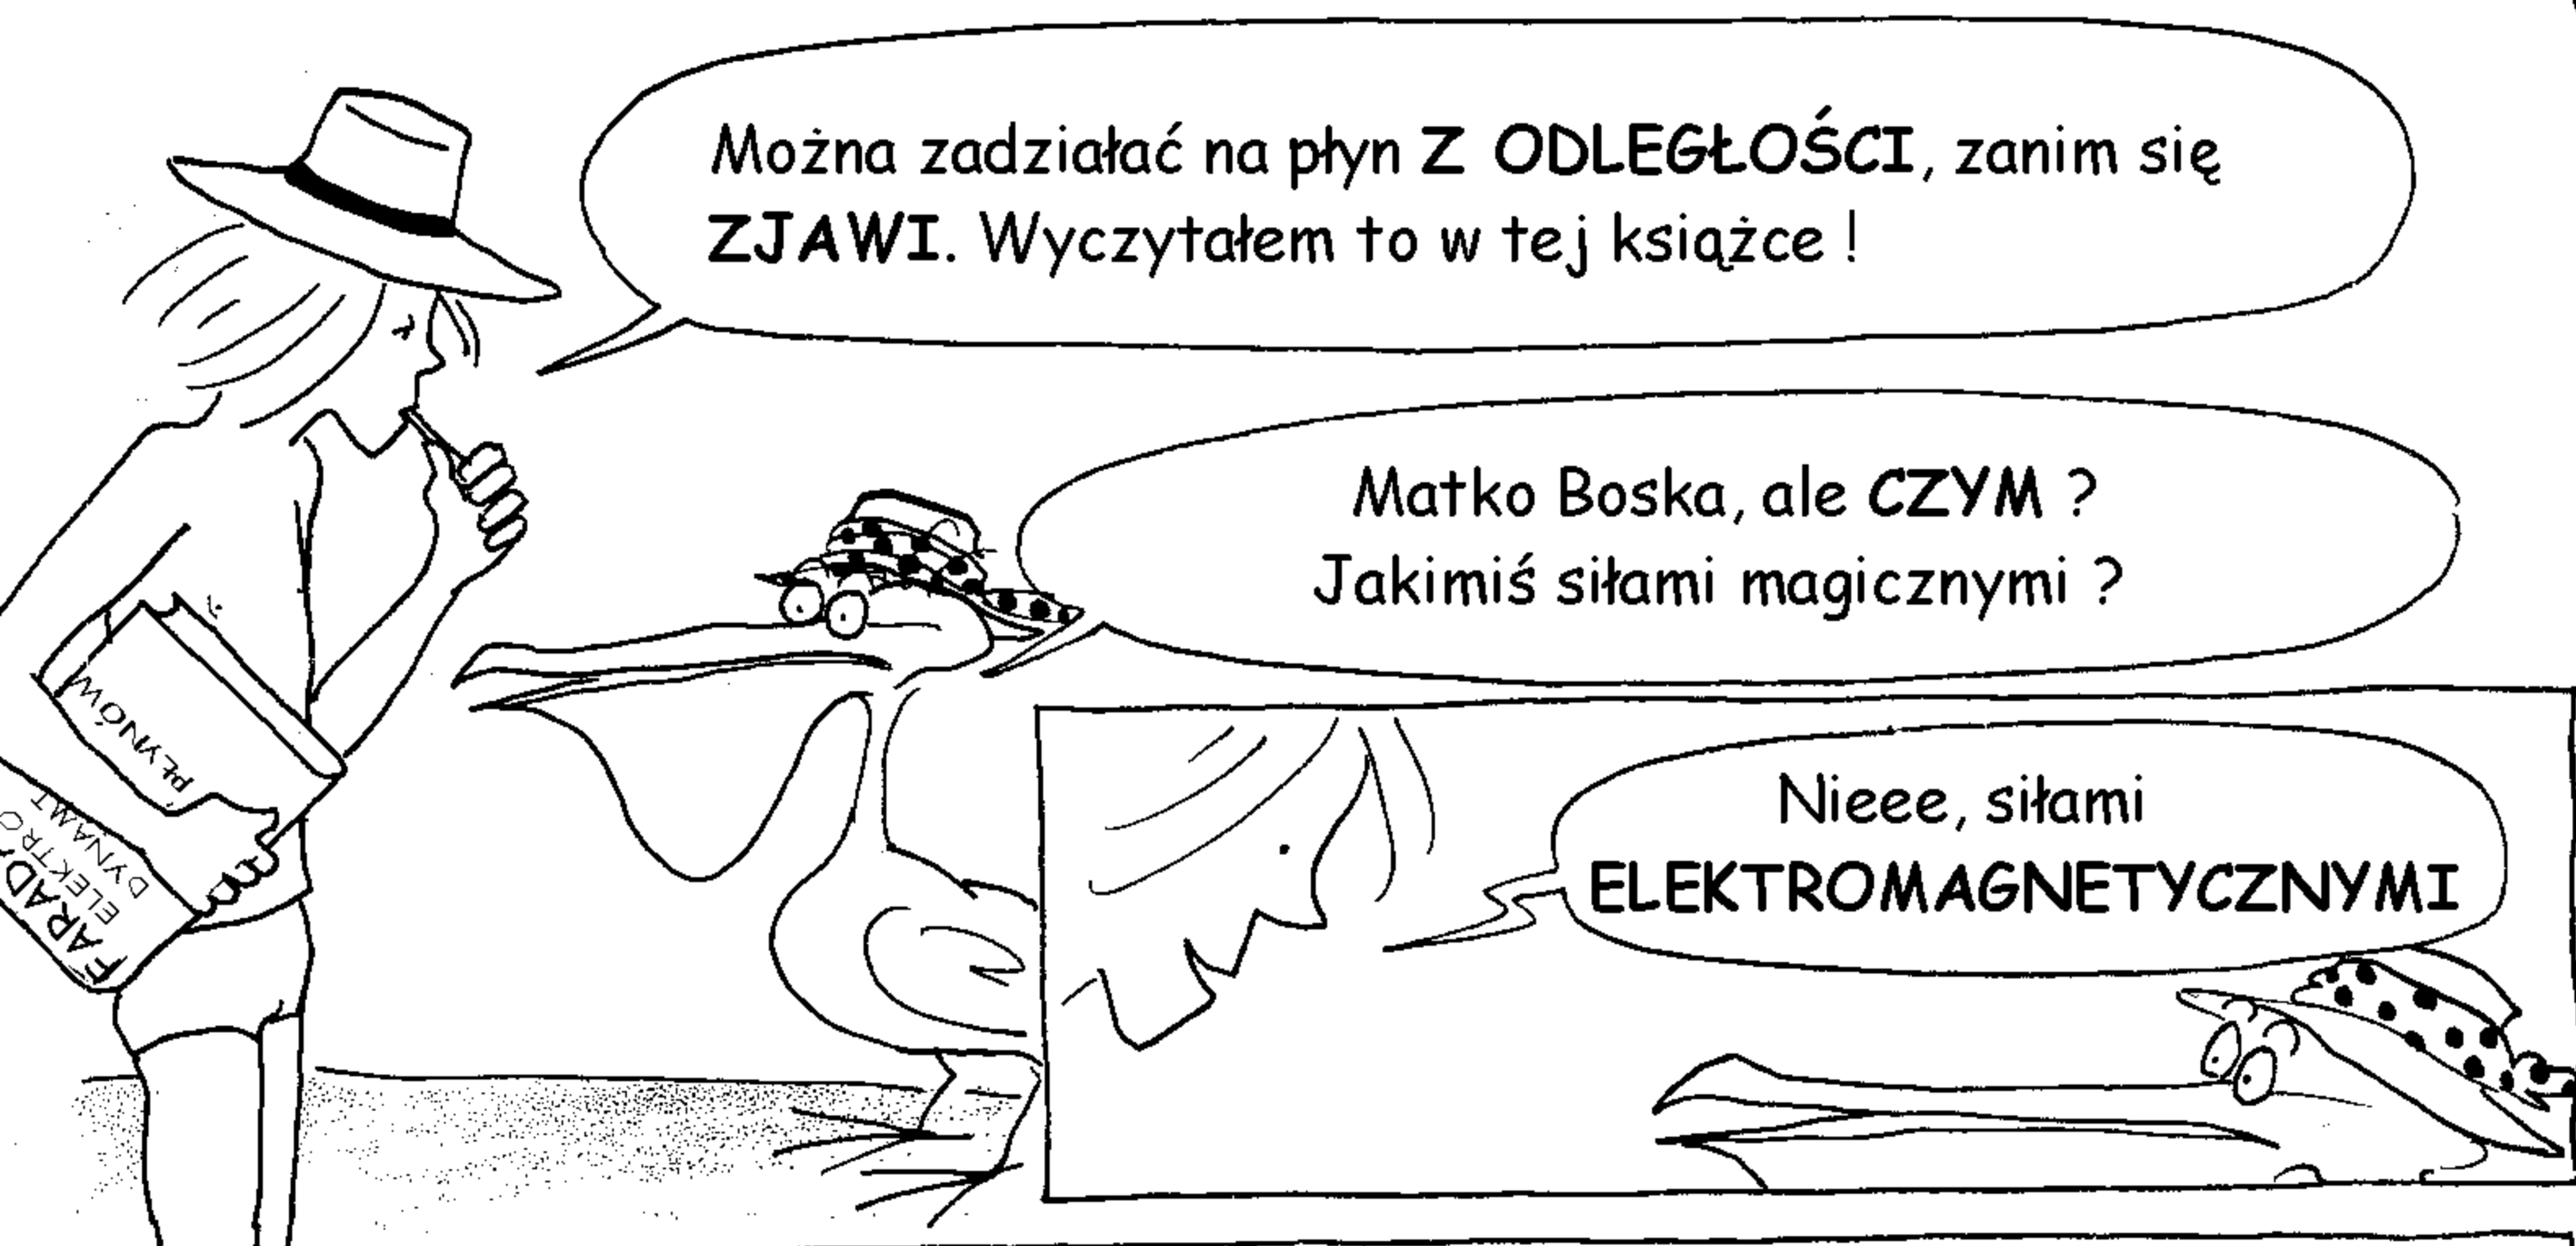 Można zadziałać na płyn Z ODLEGŁOŚCI, zanim się
ZJAWI. Wyczytałem to w tej książce !
Matko Boska, ale CZYM ?
Jakimiś siłami magicznymi ?
Nieee, siłami
ELEKTROMAGNETYCZNYMI
PŁYNÓW
DYNAMI
ELEKTRO
FARAD